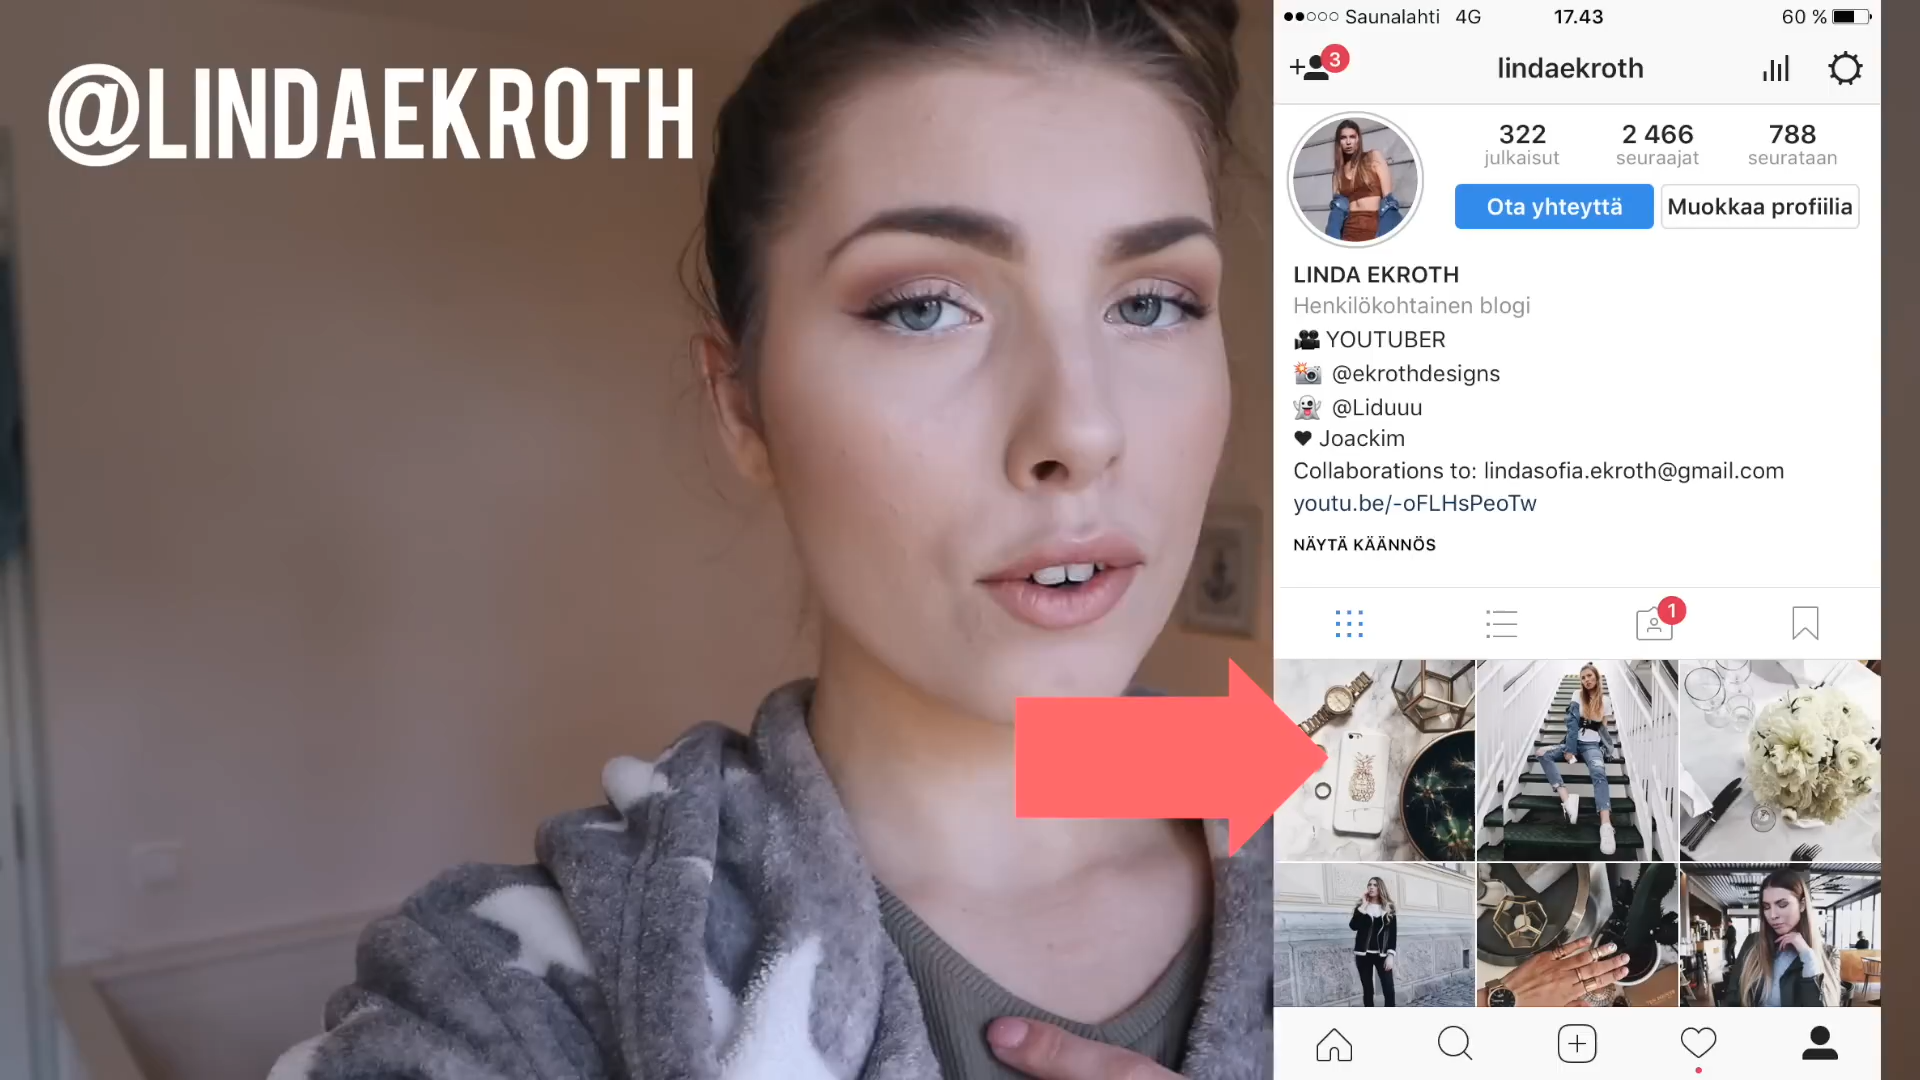 @LINDAEKROTH
Saunalahti 4G 17.43 60 %
3
lindaekroth
322 2 466 788
julkaisut seuraajat seurataan
Ota yhteyttä Muokkaa profiilia
LINDA EKROTH
Henkilökohtainen blogi
YOUTUBER
@ekrothdesigns
@Liduuu
Joackim
Collaborations to: lindasofia.ekroth@gmail.com
youtu.be/-oFLHsPeoTw
NÄYTÄ KÄÄNNÖS
1